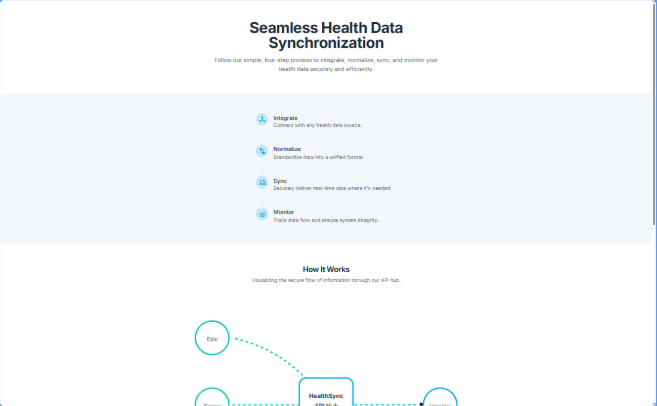 Seamless Health Data
Synchronization
Follow our simple, four-step process to integrate, normalize, sync, and monitor your
health data securely and efficiently.
Integrate
Connect with any health data source.
Normalize
Standardize data into a unified format.
Sync
Securely deliver real-time data where it's needed.
Monitor
Track data flow and ensure system integrity.
How It Works
Visualizing the secure flow of information through our API Hub.
Epic
HealthSync
API Hub